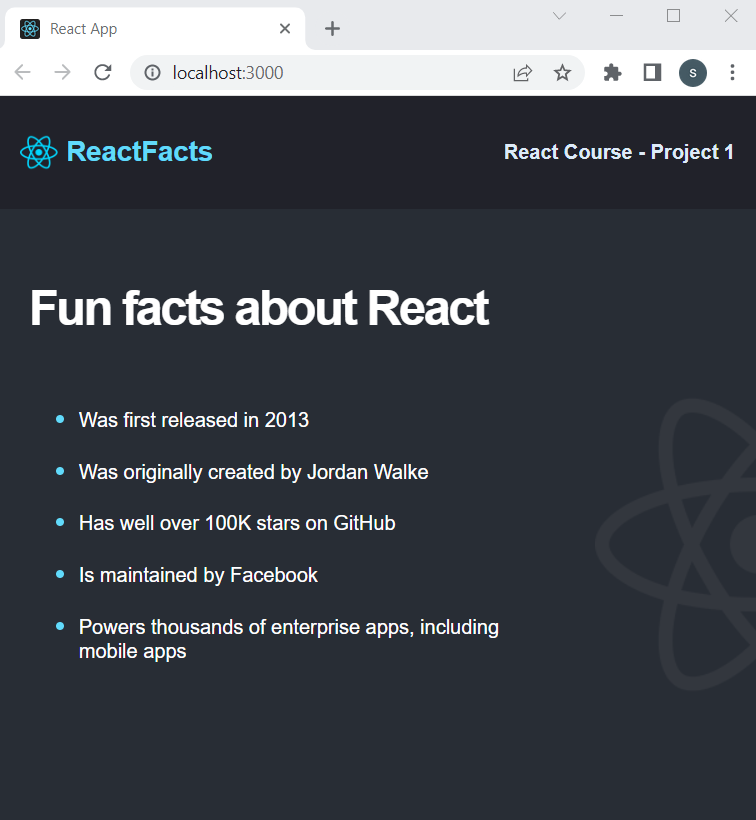 React App
localhost:3000
S
ReactFacts
React Course - Project 1
Fun facts about React
Was first released in 2013
Was originally created by Jordan Walke
Has well over 100K stars on GitHub
Is maintained by Facebook
Powers thousands of enterprise apps, including
mobile apps